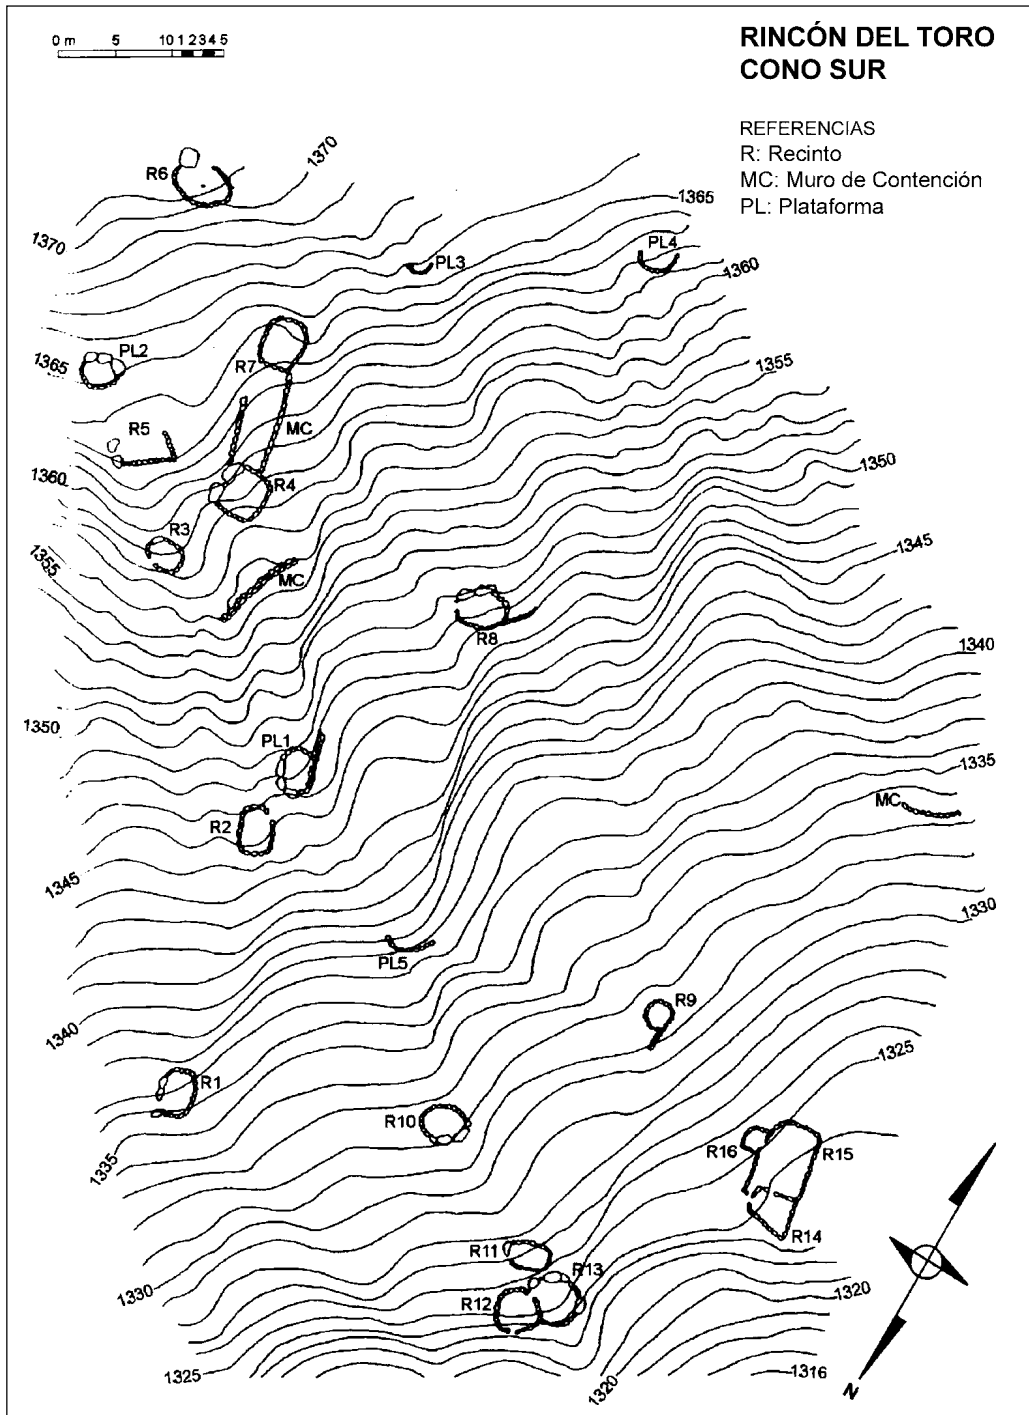 0 m 5 10 1 2 3 4 5
RINCÓN DEL TORO
CONO SUR
REFERENCIAS
R: Recinto
MC: Muro de Contención
PL: Plataforma
1370
R6
1365
1370
PL4
PL3
1360
PL2
1365
R7
1355
R5
MC
1350
1360
R4
R3
1345
1355
MC
R8
1340
1350
PL1
1335
MC
R2
1345
1330
PL5
R9
1340
1325
R1
R10
R16
R15
1335
R14
R11
R13
1330
R12
1320
1325
1320
1316
N